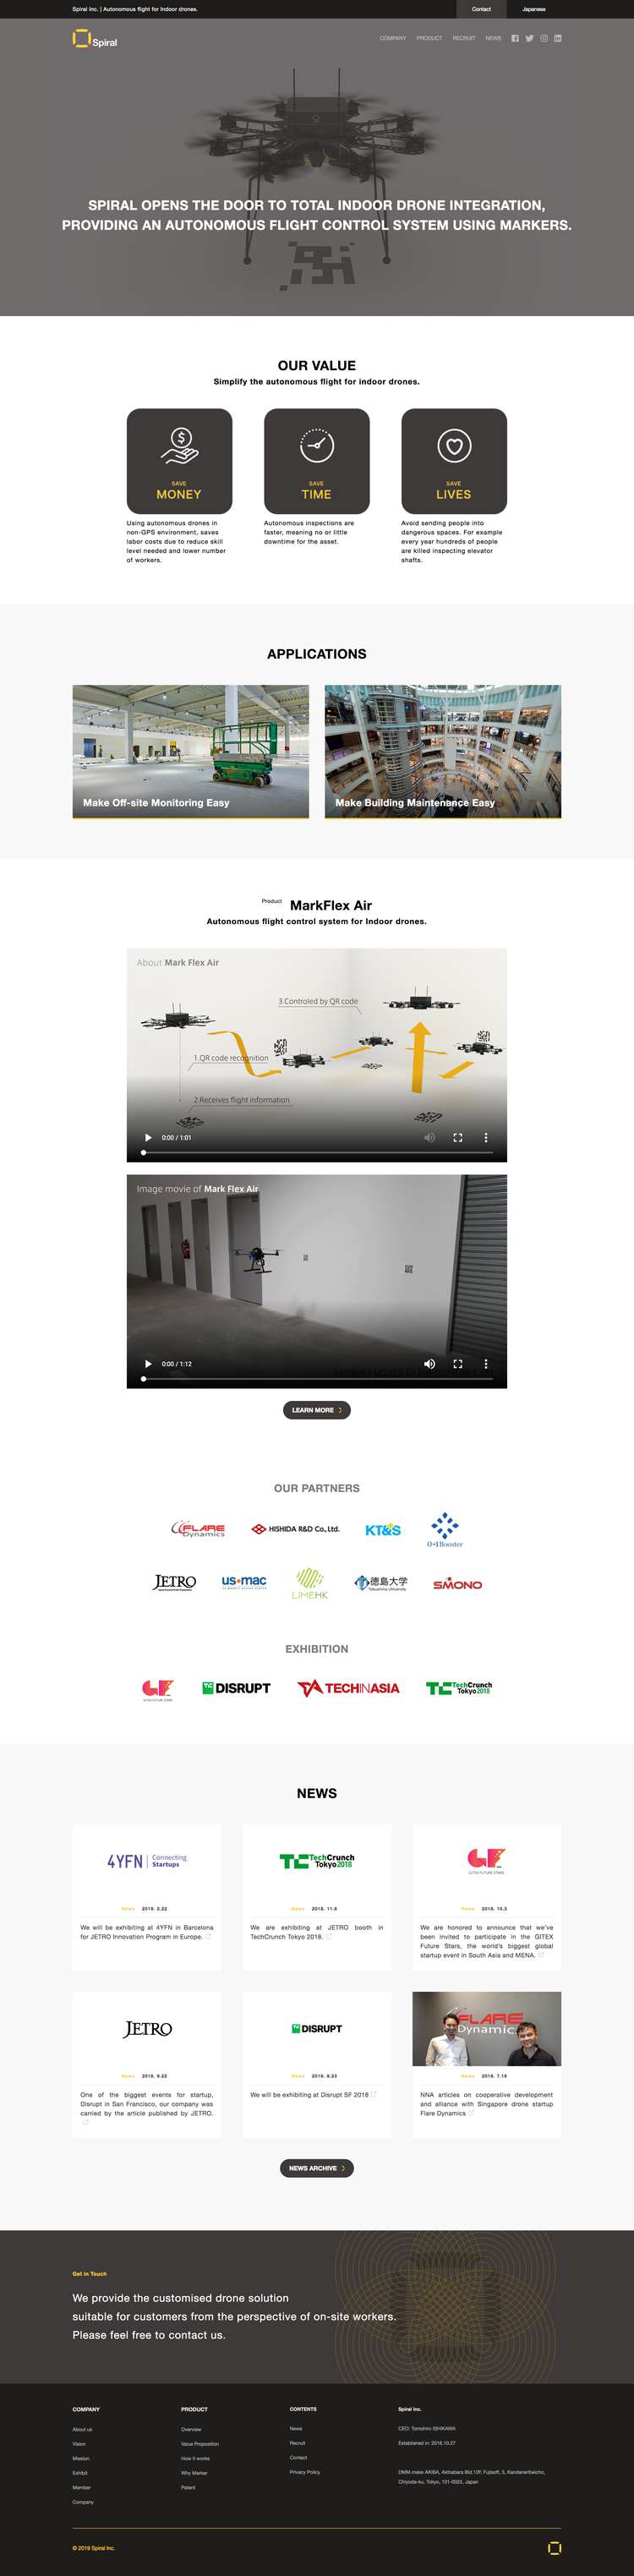 Spiral Inc. | Autonomous flight for Indoor drones.
Contact
Japanese
Spiral
COMPANY
PRODUCT
RECRUIT
NEWS
SPIRAL OPENS THE DOOR TO TOTAL INDOOR DRONE INTEGRATION,
PROVIDING AN AUTONOMOUS FLIGHT CONTROL SYSTEM USING MARKERS.
OUR VALUE
Simplify the autonomous flight for indoor drones.
SAVE
MONEY
Using autonomous drones in
non-GPS environment, saves
labor costs due to reduce skill
level needed and lower number
of workers.
SAVE
TIME
Autonomous inspections are
faster, meaning no or little
downtime for the asset.
SAVE
LIVES
Avoid sending people into
dangerous spaces. For example
every year hundreds of people
are killed inspecting elevator
shafts.
APPLICATIONS
Make Off-site Monitoring Easy
Make Building Maintenance Easy
Product MarkFlex Air
Autonomous flight control system for Indoor drones.
About Mark Flex Air
3.Controled by QR code
1.QR code recognition
2.Receives flight information
0:00 / 1:01
Image movie of Mark Flex Air
0:00 / 1:12
LEARN MORE
OUR PARTNERS
FLARE
Dynamics
HISHIDA R&D Co., Ltd.
KT&S
0→1Booster
JETRO
us•mac
LIMEHK
徳島大学
Tokushima University
SMONO
EXHIBITION
GF
GITEX FUTURE STARS
TC DISRUPT
TECHINASIA
TechCrunch
Tokyo 2018
NEWS
4YFN
Connecting
Startups
News 2019. 2.22
We will be exhibiting at 4YFN in Barcelona
for JETRO Innovation Program in Europe.
TechCrunch
Tokyo 2018
News 2018. 11.8
We are exhibiting at JETRO booth in
TechCrunch Tokyo 2018.
GF
GITEX FUTURE STARS
News 2018. 10.3
We are honored to announce that we've
been invited to participate in the GITEX
Future Stars, the world's biggest global
startup event in South Asia and MENA.
JETRO
News 2018. 9.22
One of the biggest events for startup,
Disrupt in San Francisco, our company was
carried by the article published by JETRO.
TC DISRUPT
News 2018. 8.23
We will be exhibiting at Disrupt SF 2018
FLARE
Dynamic
News 2018. 7.18
NNA articles on cooperative development
and alliance with Singapore drone startup
Flare Dynamics
NEWS ARCHIVE
Get in Touch
We provide the customised drone solution
suitable for customers from the perspective of on-site workers.
Please feel free to contact us.
COMPANY
About us
Vision
Mission
Exhibit
Member
Company
PRODUCT
Overview
Value Proposition
How it works
Why Marker
Patent
CONTENTS
News
Recruit
Contact
Privacy Policy
Spiral Inc.
CEO: Tomohiro ISHIKAWA
Established in: 2016.10.27
DMM.make AKIBA, Akihabara Bld.12F, Fujisoft, 3, Kandaneribeicho,
Chiyoda-ku, Tokyo, 101-0022, Japan
© 2019 Spiral Inc.